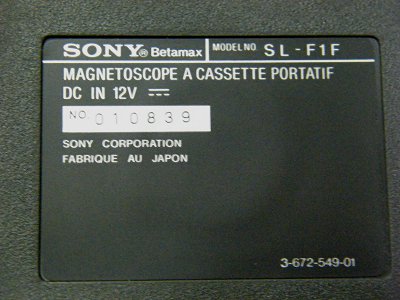 SONY® Betamax MODEL NO. SL-F1F
MAGNETOSCOPE A CASSETTE PORTATIF
DC IN 12V ⎓
NO. 010839
SONY CORPORATION
FABRIQUE AU JAPON
3-672-549-01